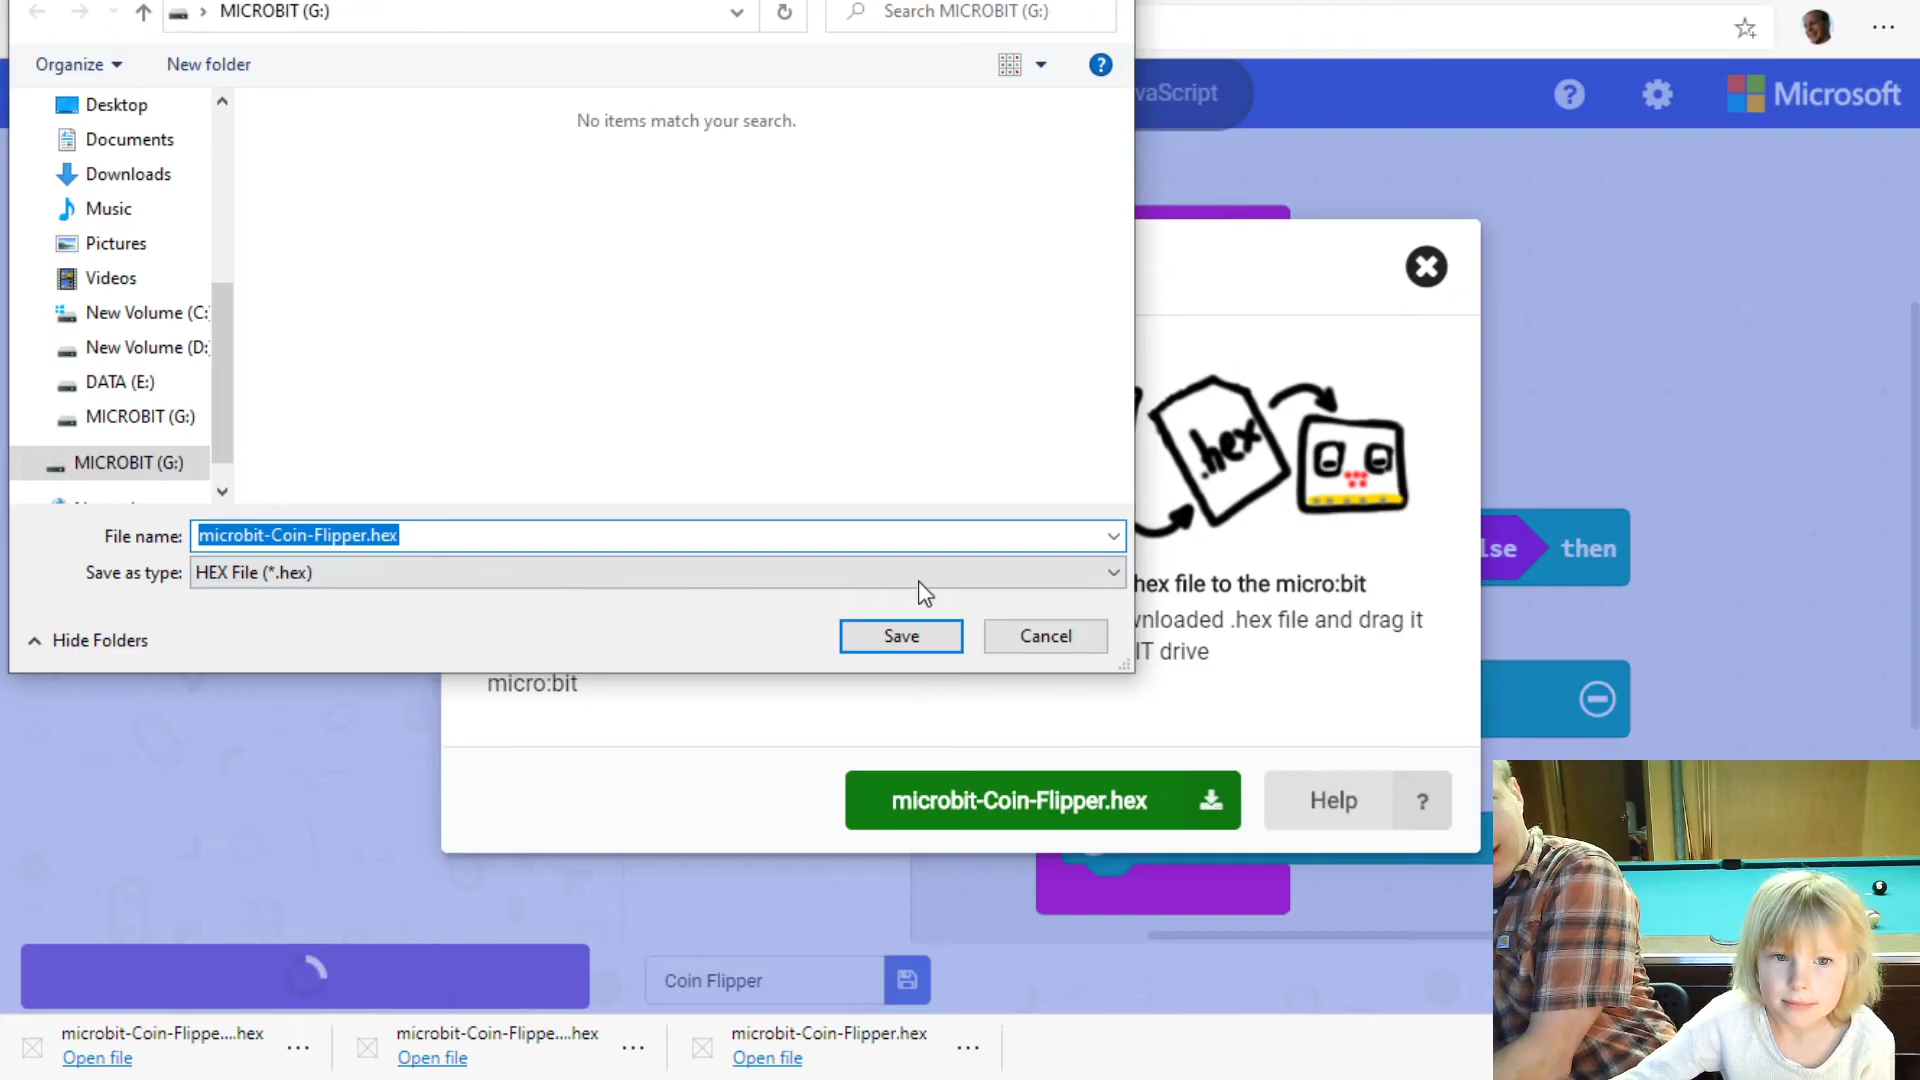 MICROBIT (G:)
Search MICROBIT (G:)
Organize
New folder
?
vaScript
?
Microsoft
Desktop
Documents
Downloads
Music
Pictures
Videos
New Volume (C:
New Volume (D:
DATA (E:)
MICROBIT (G:)
MICROBIT (G:)
No items match your search.
.hex
File name:
microbit-Coin-Flipper.hex
Save as type:
HEX File (*.hex)
Hide Folders
Save
Cancel
lse
then
hex file to the micro:bit
wnloaded .hex file and drag it
IT drive
micro:bit
microbit-Coin-Flipper.hex
Help
?
Coin Flipper
microbit-Coin-Flippe....hex
Open file
microbit-Coin-Flippe....hex
Open file
microbit-Coin-Flipper.hex
Open file